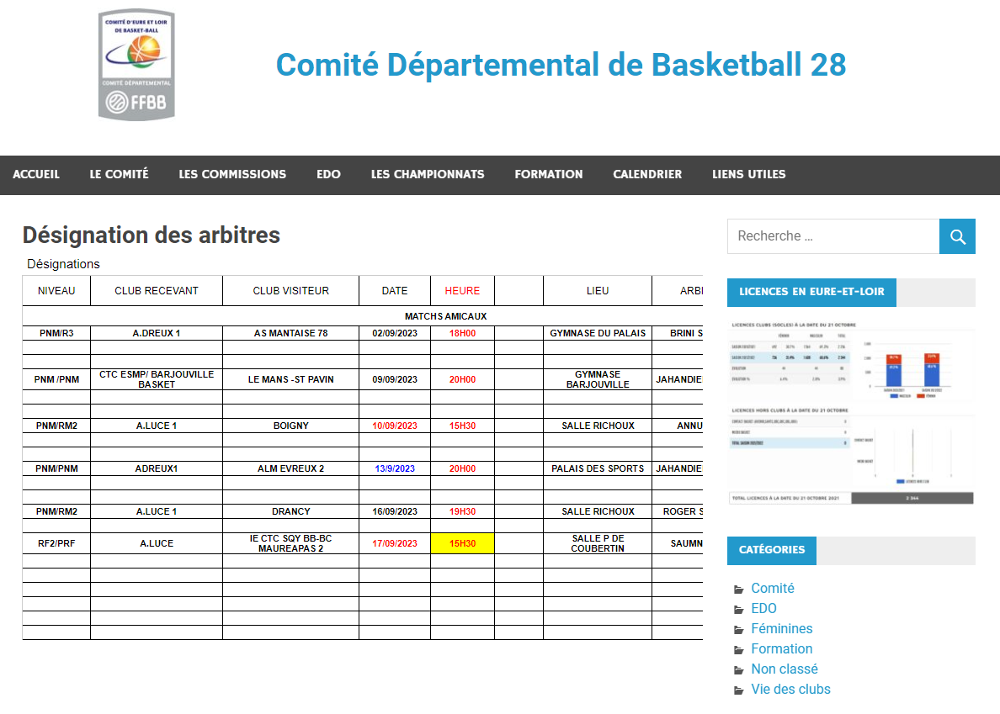 COMITÉ D'EURE ET LOIR
DE BASKET-BALL
COMITÉ DÉPARTEMENTAL
FFBB
Comité Départemental de Basketball 28
ACCUEIL LE COMITÉ LES COMMISSIONS EDO LES CHAMPIONNATS FORMATION CALENDRIER LIENS UTILES
Désignation des arbitres
Désignations
NIVEAU CLUB RECEVANT CLUB VISITEUR DATE HEURE LIEU ARBI
MATCHS AMICAUX
PNM/R3 A.DREUX 1 AS MANTAISE 78 02/09/2023 18H00 GYMNASE DU PALAIS BRINI S
PNM /PNM CTC ESMP/ BARJOUVILLE BASKET LE MANS -ST PAVIN 09/09/2023 20H00 GYMNASE BARJOUVILLE JAHANDIE
PNM/RM2 A.LUCE 1 BOIGNY 10/09/2023 15H30 SALLE RICHOUX ANNU
PNM/PNM ADREUX1 ALM EVREUX 2 13/9/2023 20H00 PALAIS DES SPORTS JAHANDIE
PNM/RM2 A.LUCE 1 DRANCY 16/09/2023 19H30 SALLE RICHOUX ROGER S
RF2/PRF A.LUCE IE CTC SQY BB-BC MAUREAPAS 2 17/09/2023 15H30 SALLE P DE COUBERTIN SAUMN
Recherche …
LICENCES EN EURE-ET-LOIR
LICENCES CLUBS (SOCLES) À LA DATE DU 21 OCTOBRE
LICENCES HORS CLUBS À LA DATE DU 21 OCTOBRE
TOTAL LICENCES À LA DATE DU 21 OCTOBRE 2021 2 344
CATÉGORIES
Comité
EDO
Féminines
Formation
Non classé
Vie des clubs